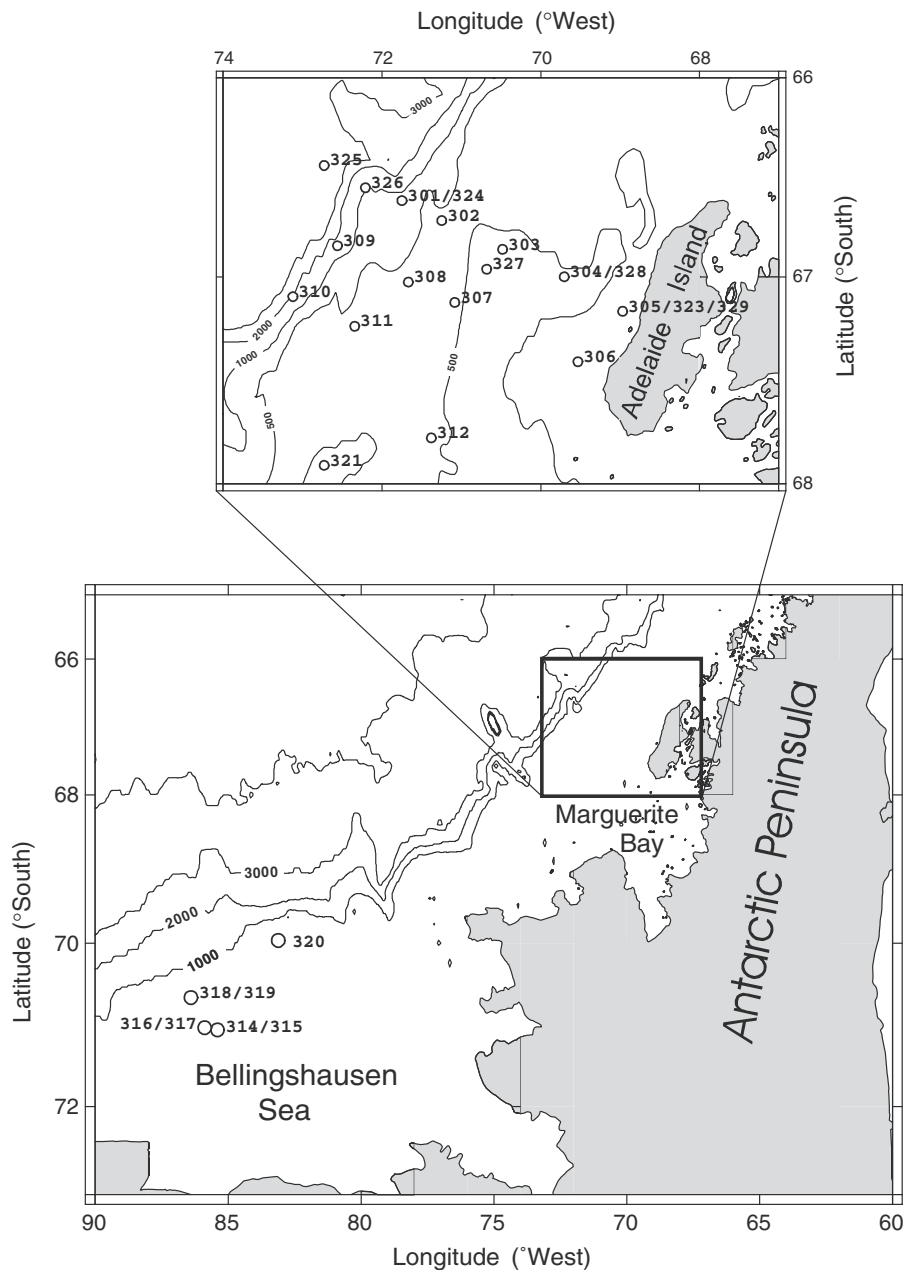 Longitude (°West)
74 72 70 68
66
3000
325
326
301/324
302
309
303
327
308
304/328
67
310
307
305/323/329
311
2000
1000
306
500
500
312
321
68
Adelaide Island
Latitude (°South)
66
68
Marguerite
Bay
3000
2000
1000
70
320
318/319
316/317
314/315
Bellingshausen
Sea
72
Antarctic Peninsula
Latitude (°South)
90 85 80 75 70 65 60
Longitude (°West)